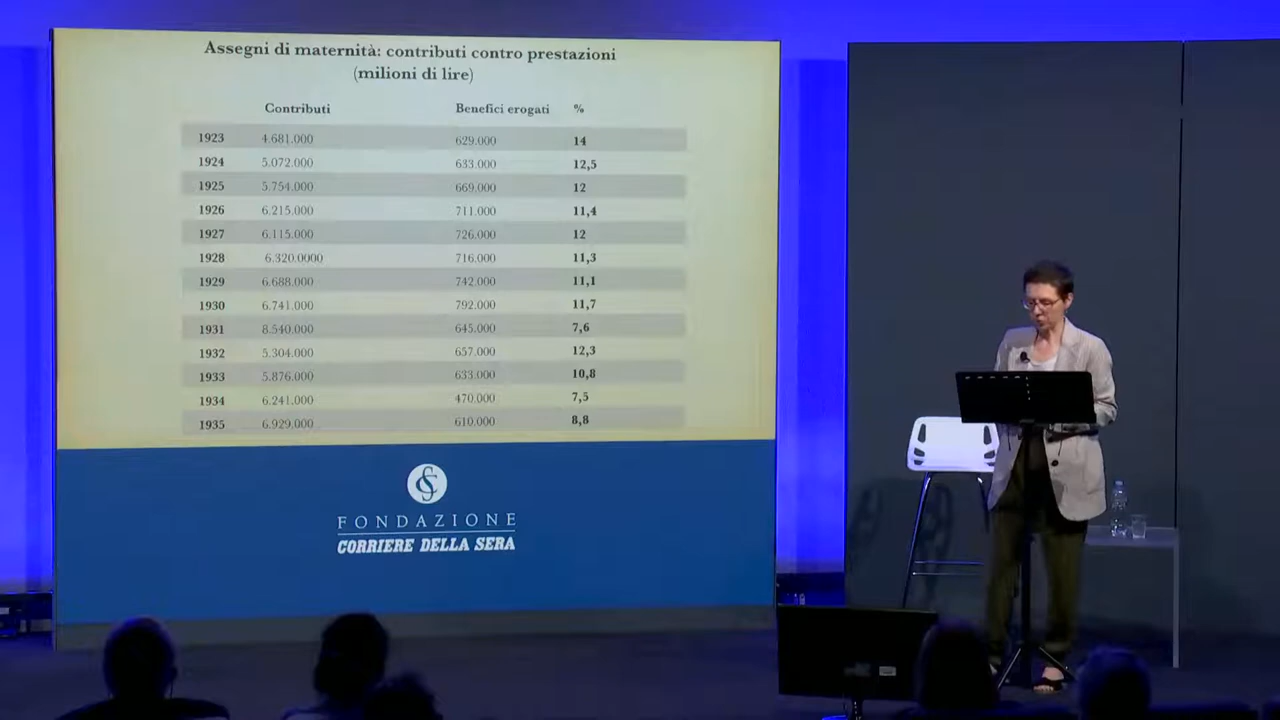 Assegni di maternità: contributi contro prestazioni
(milioni di lire)
Contributi Benefici erogati %
1923 4.681.000 629.000 14
1924 5.072.000 633.000 12,5
1925 5.754.000 669.000 12
1926 6.215.000 711.000 11,4
1927 6.115.000 726.000 12
1928 6.320.0000 716.000 11,3
1929 6.688.000 742.000 11,1
1930 6.741.000 792.000 11,7
1931 8.540.000 645.000 7,6
1932 5.304.000 657.000 12,3
1933 5.876.000 633.000 10,8
1934 6.241.000 470.000 7,5
1935 6.929.000 610.000 8,8
FONDAZIONE
CORRIERE DELLA SERA